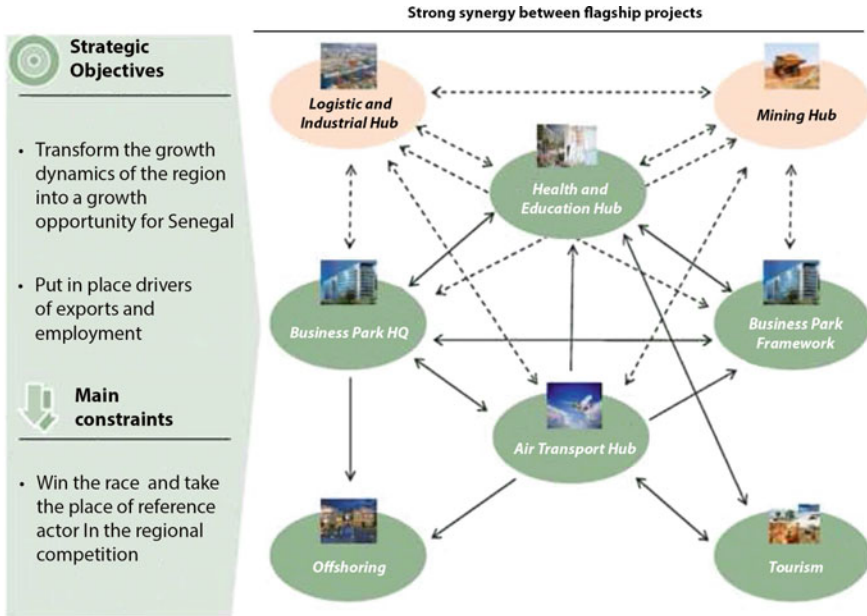 Strong synergy between flagship projects
Strategic
Objectives
• Transform the growth
dynamics of the region
into a growth
opportunity for Senegal
• Put in place drivers
of exports and
employment
Main
constraints
• Win the race and take
the place of reference
actor In the regional
competition
Logistic and
Industrial Hub
Mining Hub
Health and
Education Hub
Business Park HQ
Business Park
Framework
Air Transport Hub
Offshoring
Tourism